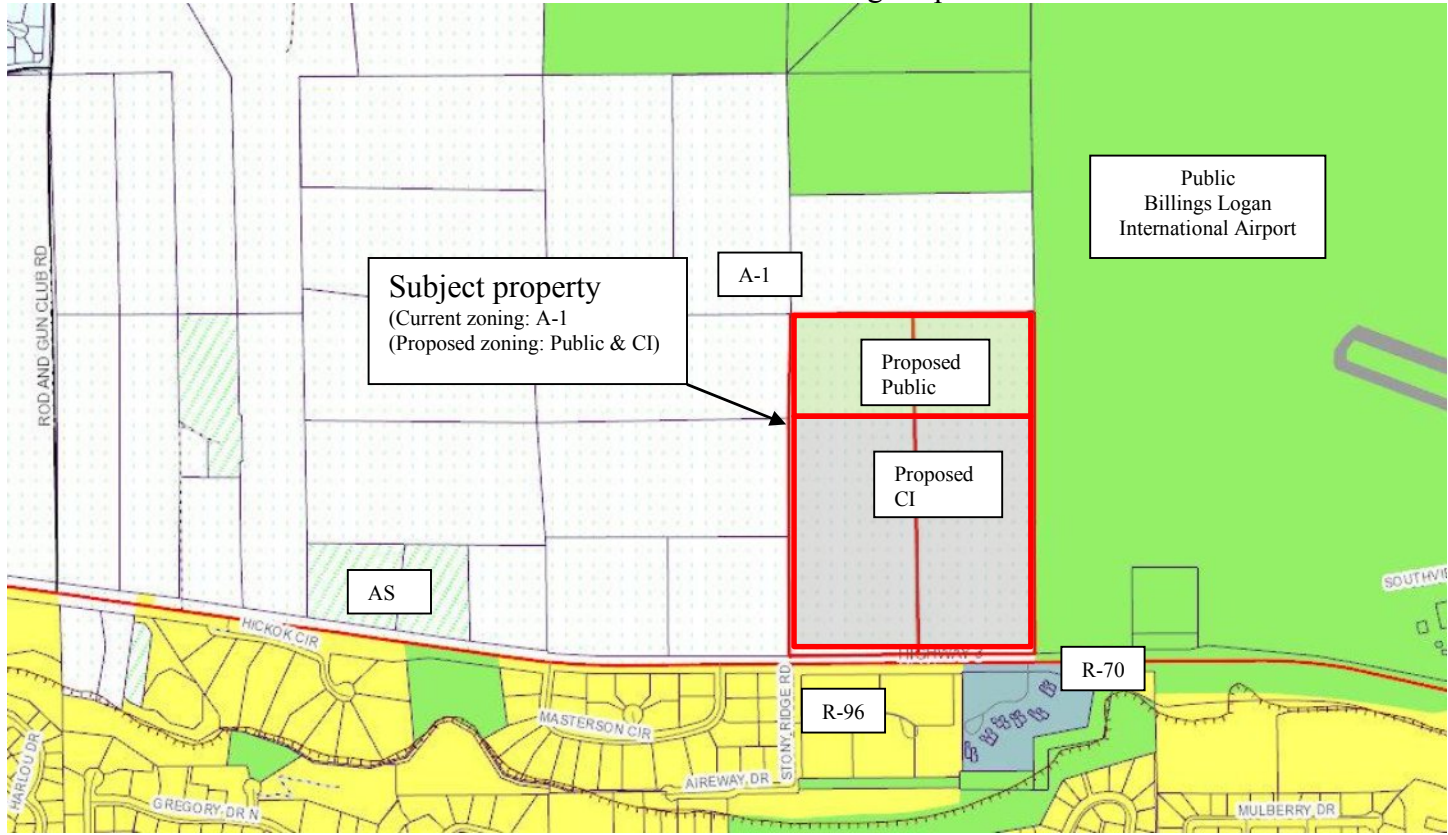 Public
Billings Logan
International Airport
A-1
Subject property
(Current zoning: A-1
(Proposed zoning: Public & CI)
ROD AND GUN CLUB RD
Proposed
Public
Proposed
CI
AS
HICKOK CIR
HIGHWAY 3
R-70
R-96
MASTERSON CIR
STONY RIDGE RD
AIREWAY DR
HARLOU DR
GREGORY DR N
MULBERRY DR